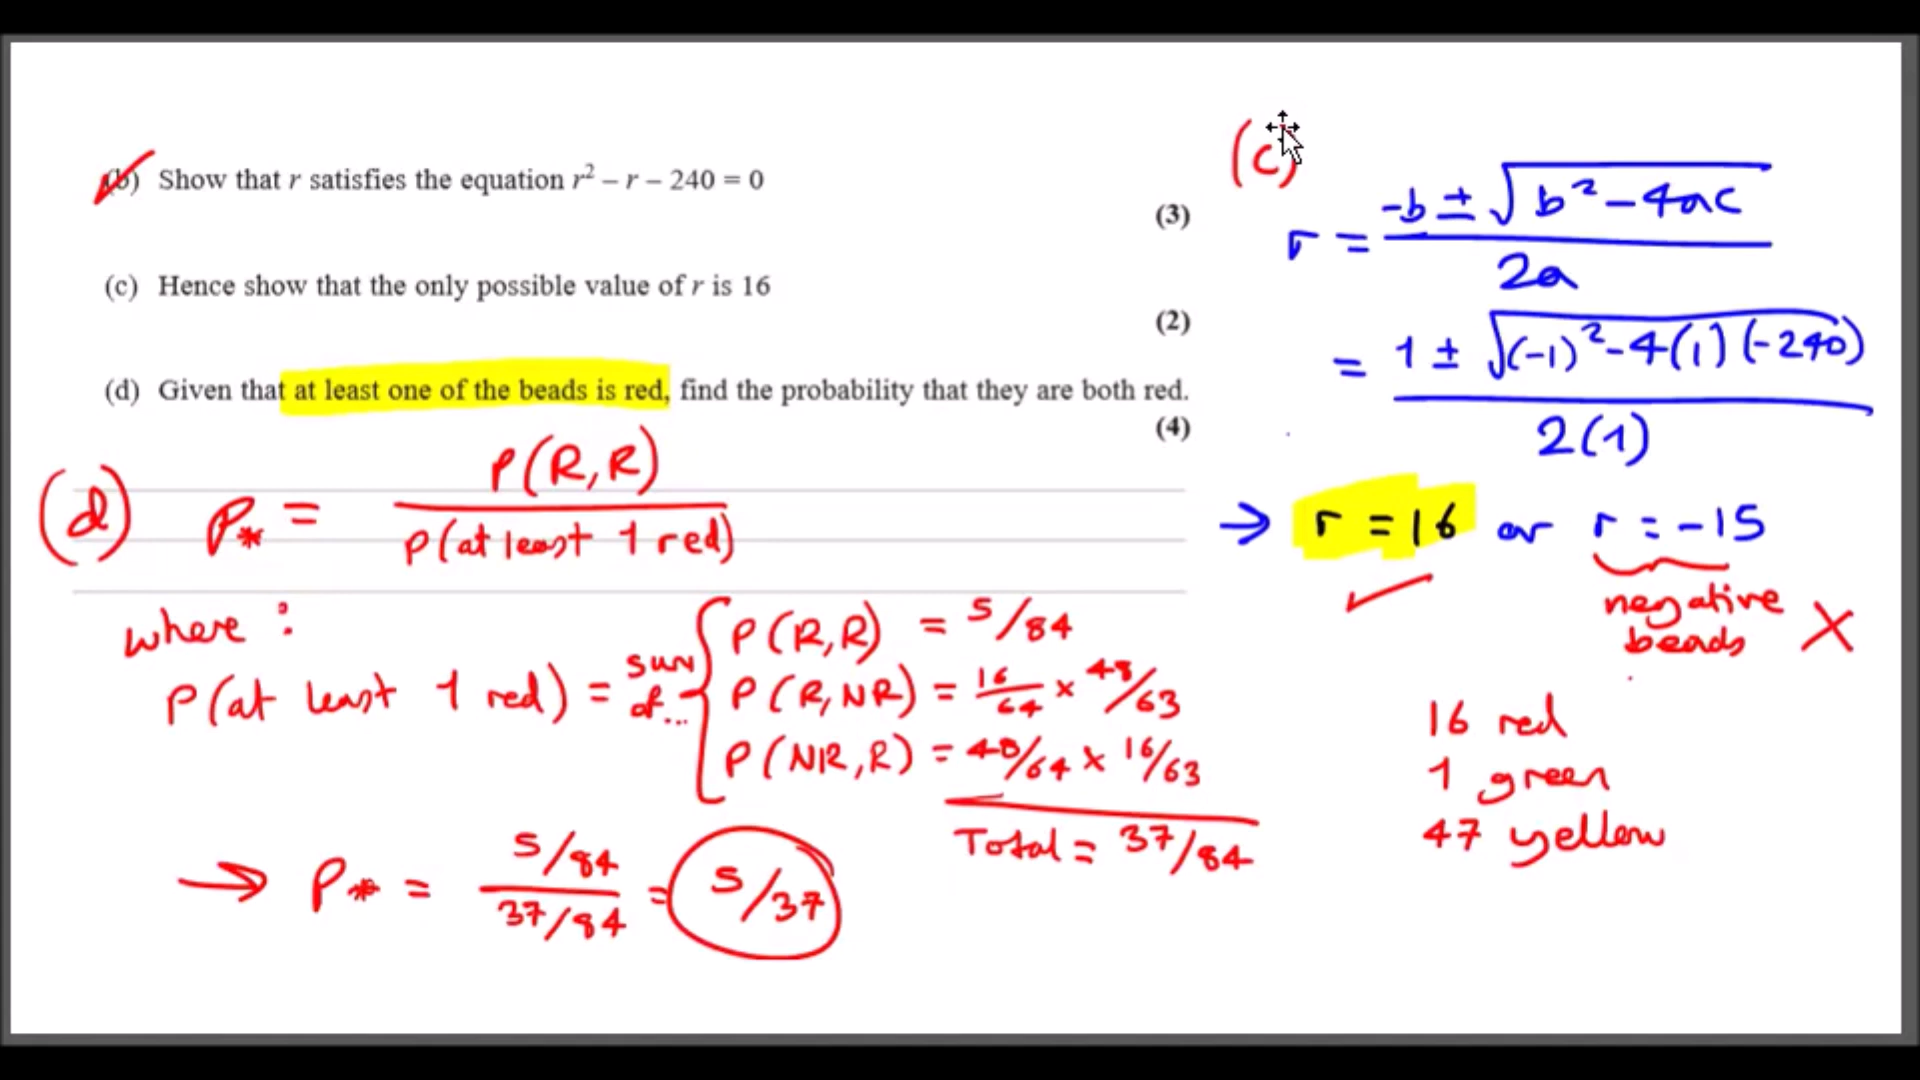 (b) Show that r satisfies the equation r² – r – 240 = 0
(3)
(c) Hence show that the only possible value of r is 16
(2)
(d) Given that at least one of the beads is red, find the probability that they are both red.
(4)
(d) P* = P(R,R) / P(at least 1 red)
where :
P(at least 1 red) = sum of...
P(R,R) = 5/84
P(R,NR) = 16/64 × 48/63
P(NR,R) = 48/64 × 16/63
Total = 37/84
→ P* = 5/84 / 37/84 = 5/37
(c)
r = -b ± √b² - 4ac / 2a
= 1 ± √(-1)² - 4(1)(-240) / 2(1)
→ r = 16 or r = -15
negative
beads
16 red
1 green
47 yellow